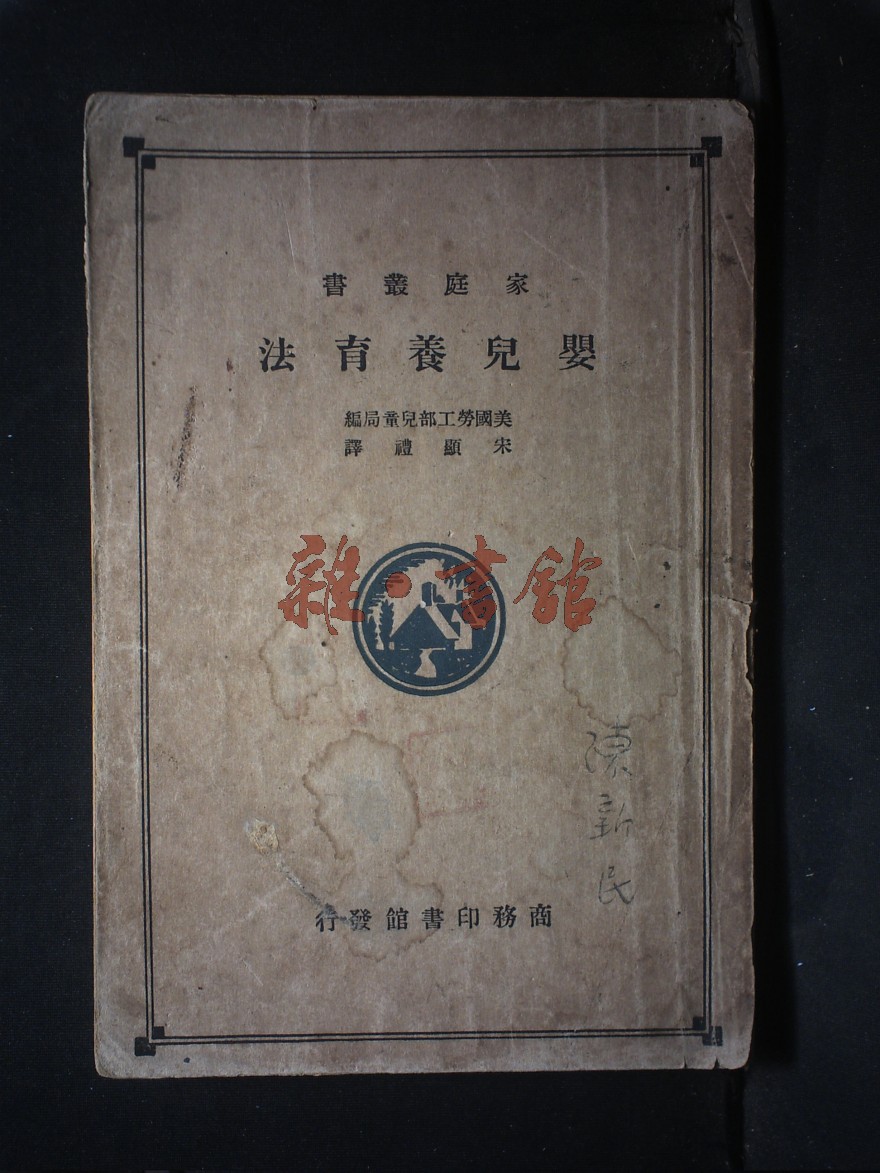 家庭叢書
嬰兒養育法
美國勞工部兒童局編
宋顯禮譯
雜·書館
陳新民
商務印書館發行